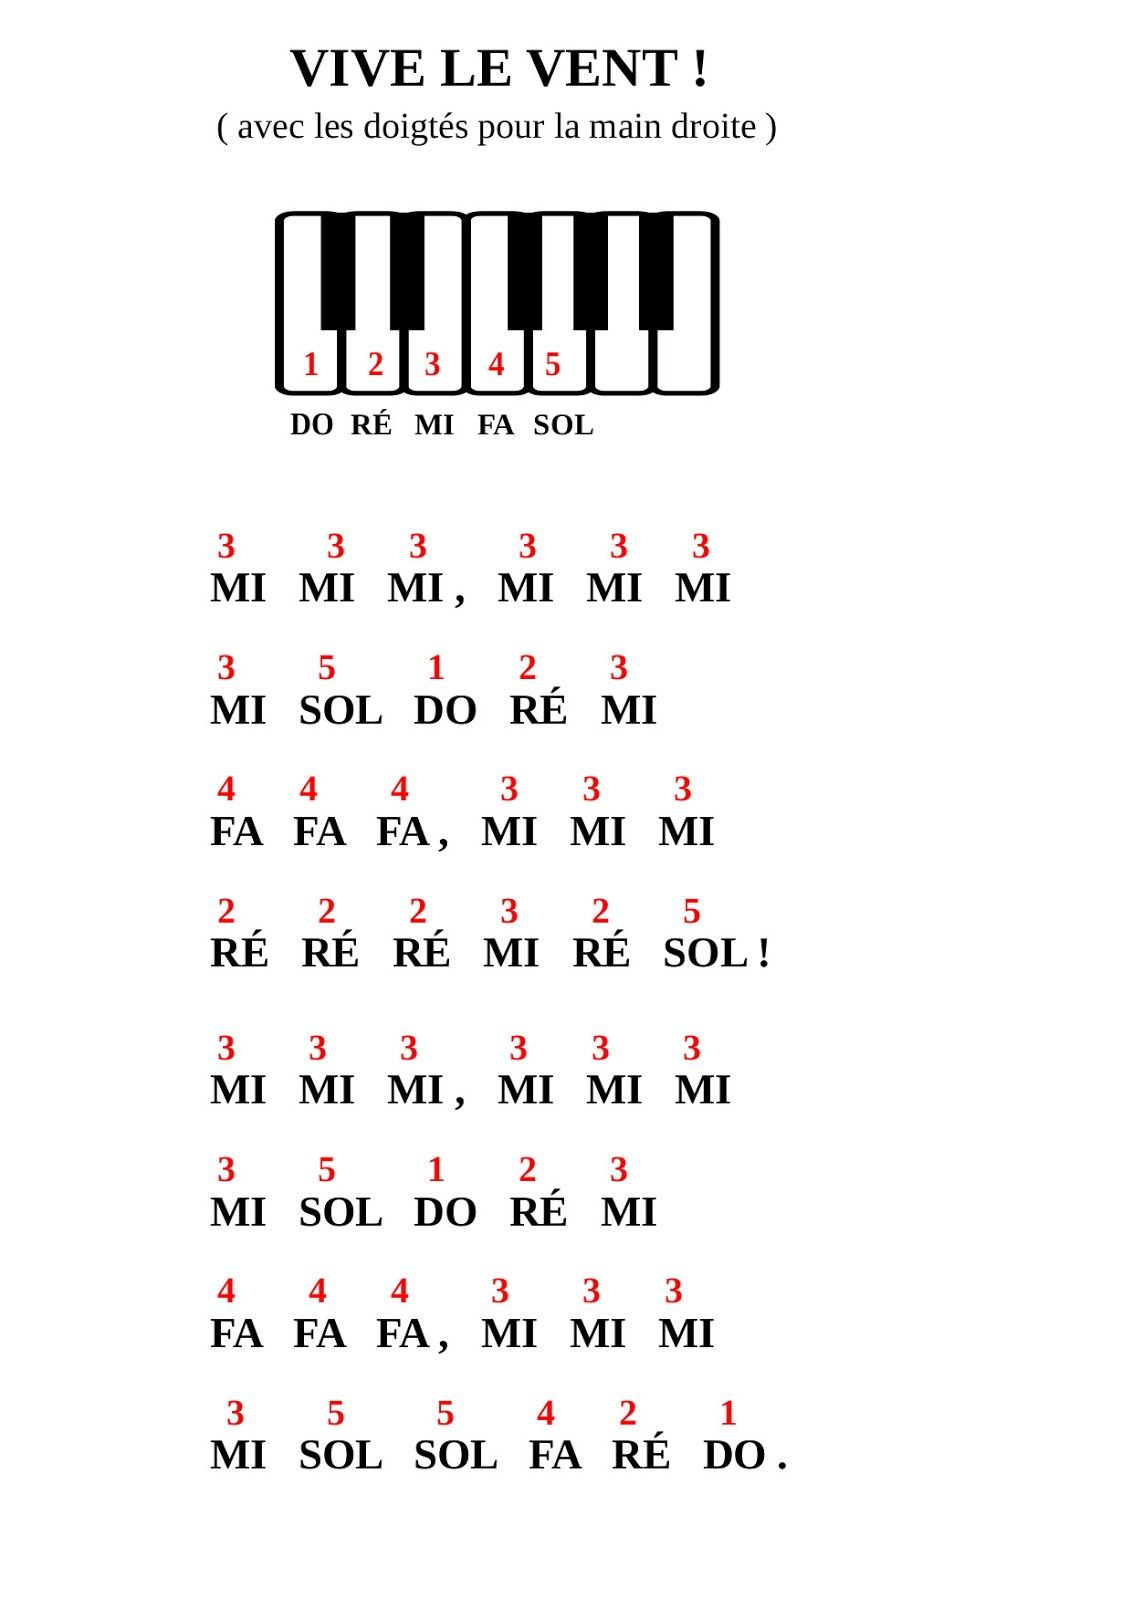 VIVE LE VENT !
( avec les doigtés pour la main droite )
1 2 3 4 5
DO RÉ MI FA SOL
3 3 3 3 3 3
MI MI MI , MI MI MI
3 5 1 2 3
MI SOL DO RÉ MI
4 4 4 3 3 3
FA FA FA , MI MI MI
2 2 2 3 2 5
RÉ RÉ RÉ MI RÉ SOL !
3 3 3 3 3 3
MI MI MI , MI MI MI
3 5 1 2 3
MI SOL DO RÉ MI
4 4 4 3 3 3
FA FA FA , MI MI MI
3 5 5 4 2 1
MI SOL SOL FA RÉ DO .